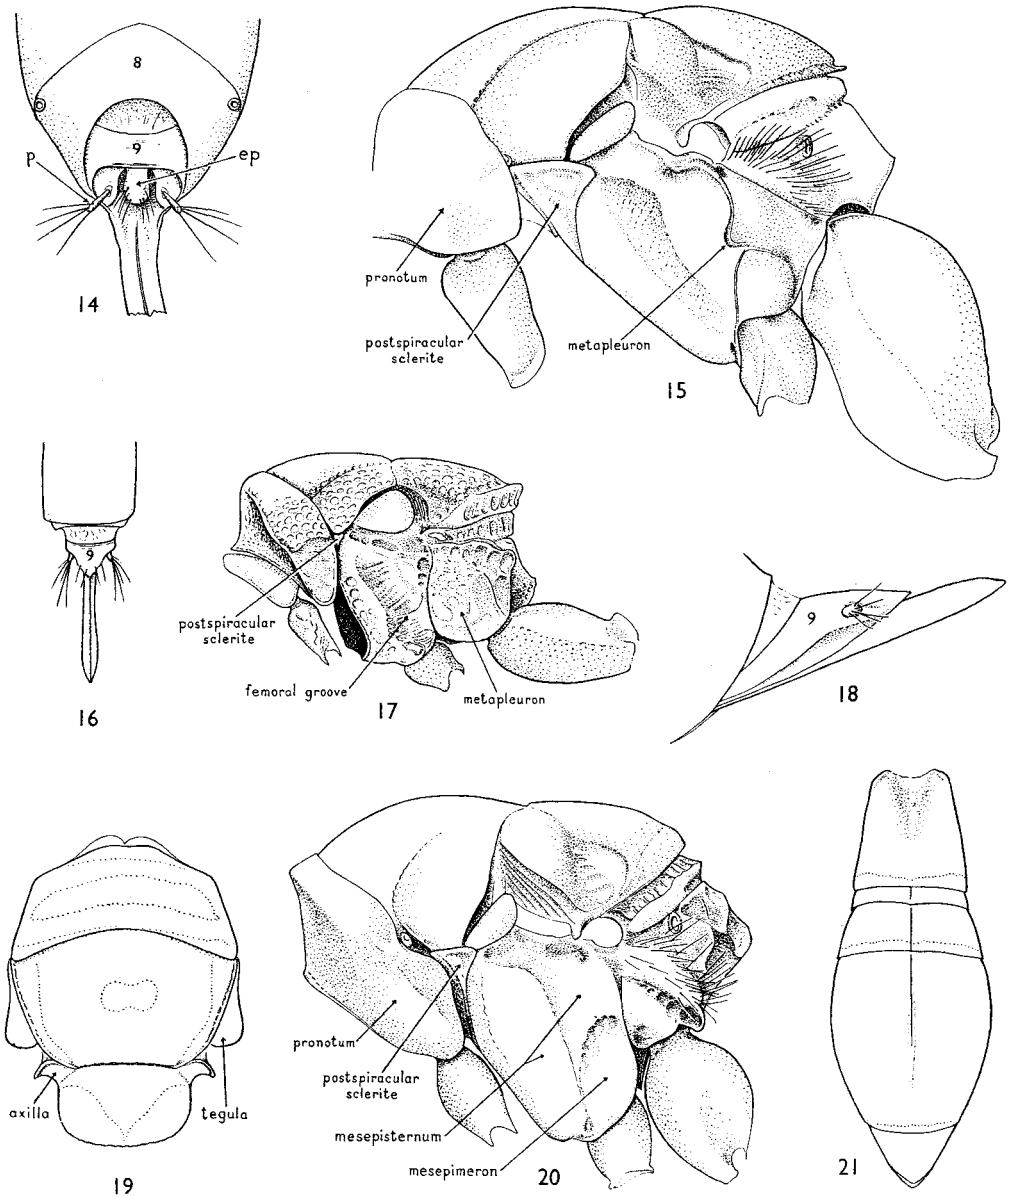 8
9
p
ep
14
pronotum
postspiracular
sclerite
metapleuron
15
9
16
postspiracular
sclerite
femoral groove
metapleuron
17
9
18
axilla
tegula
19
pronotum
postspiracular
sclerite
mesepisternum
mesepimeron
20
21